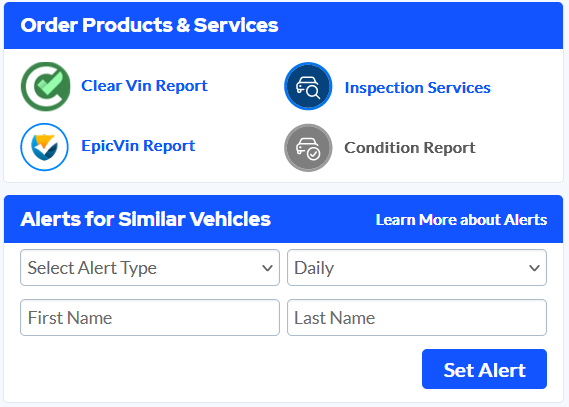 Order Products & Services
Clear Vin Report
Inspection Services
EpicVin Report
Condition Report
Alerts for Similar Vehicles
Learn More about Alerts
Select Alert Type
Daily
First Name
Last Name
Set Alert